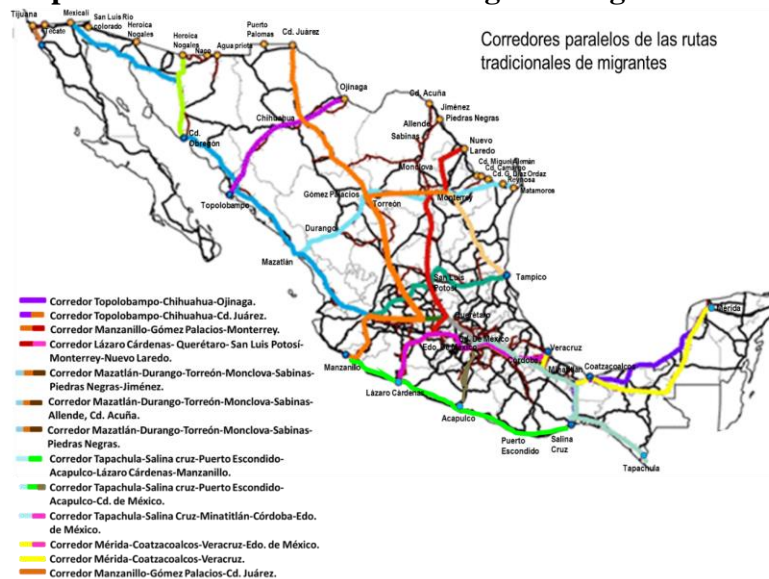 Corredores paralelos de las rutas
tradicionales de migrantes
Tijuana
Mexicali
Tecate
San Luis Río
colorado
Heroica
Nogales
Heroica
Nogales
Naco
Agua prieta
Puerto
Palomas
Cd. Juárez
Ojinaga
Chihuahua
Cd. Acuña
Jiménez
Piedras Negras
Allende
Sabinas
Nuevo
Laredo
Cd. Miguel Alemán
Cd. Camargo
Cd. G. Díaz Ordaz
Reynosa
Matamoros
Monclova
Monterrey
Cd.
Obregón
Topolobampo
Gómez Palacios
Torreón
Durango
Mazatlán
San Luis
Potosí
Tampico
Querétaro
Cd. De México
Edo. De México
Manzanillo
Lázaro Cárdenas
Acapulco
Puerto
Escondido
Salina
Cruz
Tapachula
Córdoba
Veracruz
Minatitlán
Coatzacoalcos
Mérida
Corredor Topolobampo-Chihuahua-Ojinaga.
Corredor Topolobampo-Chihuahua-Cd. Juárez.
Corredor Manzanillo-Gómez Palacios-Monterrey.
Corredor Lázaro Cárdenas- Querétaro- San Luis Potosí-
Monterrey-Nuevo Laredo.
Corredor Mazatlán-Durango-Torreón-Monclova-Sabinas-
Piedras Negras-Jiménez.
Corredor Mazatlán-Durango-Torreón-Monclova-Sabinas-
Allende, Cd. Acuña.
Corredor Mazatlán-Durango-Torreón-Monclova-Sabinas-
Piedras Negras.
Corredor Tapachula-Salina cruz-Puerto Escondido-
Acapulco-Lázaro Cárdenas-Manzanillo.
Corredor Tapachula-Salina cruz-Puerto Escondido-
Acapulco-Cd. de México.
Corredor Tapachula-Salina Cruz-Minatitlán-Córdoba-Edo.
de México.
Corredor Mérida-Coatzacoalcos-Veracruz-Edo. de México.
Corredor Mérida-Coatzacoalcos-Veracruz.
Corredor Manzanillo-Gómez Palacios-Cd. Juárez.